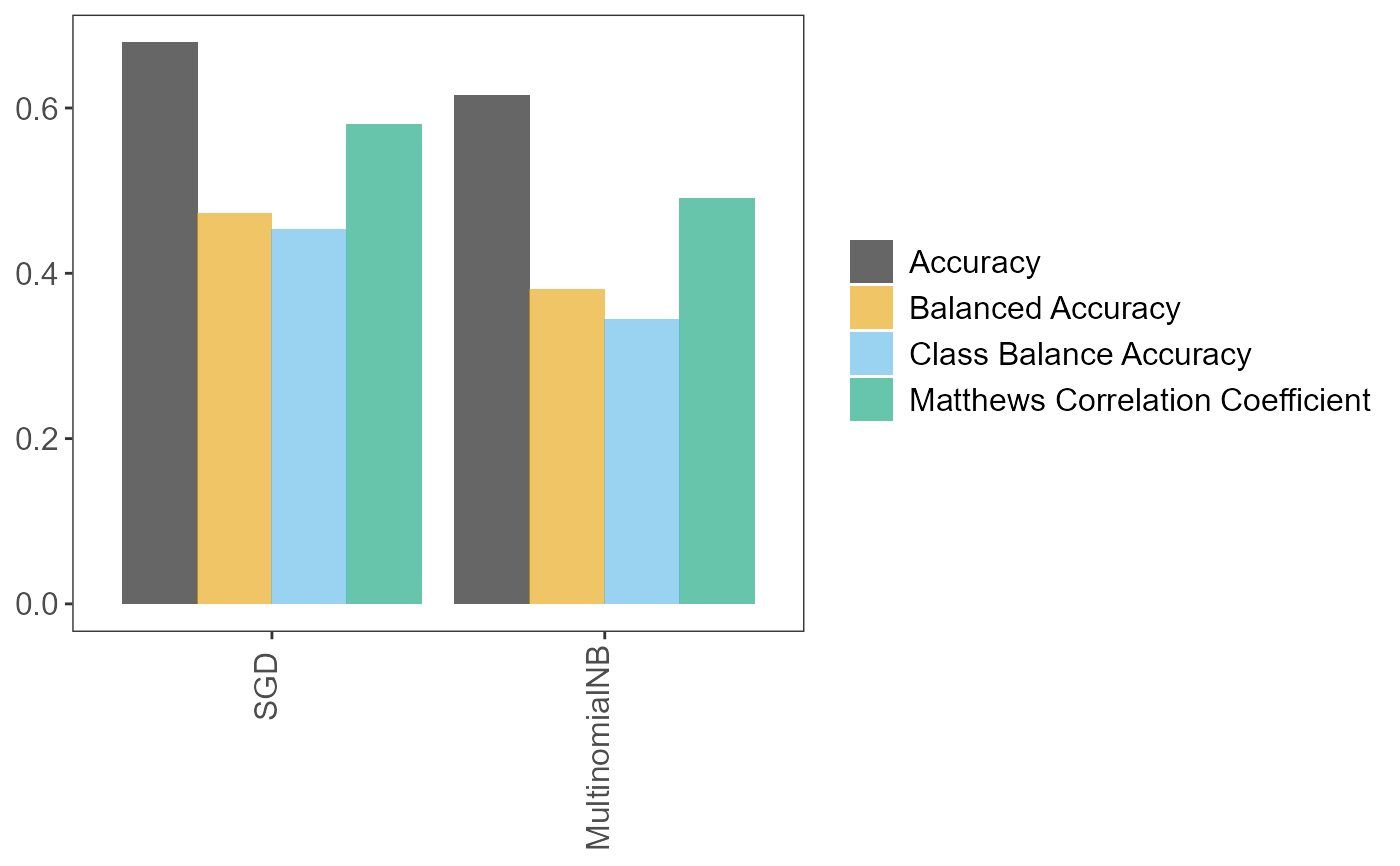 0.6
0.4
0.2
0.0
SGD
MultinomialNB
Accuracy
Balanced Accuracy
Class Balance Accuracy
Matthews Correlation Coefficient